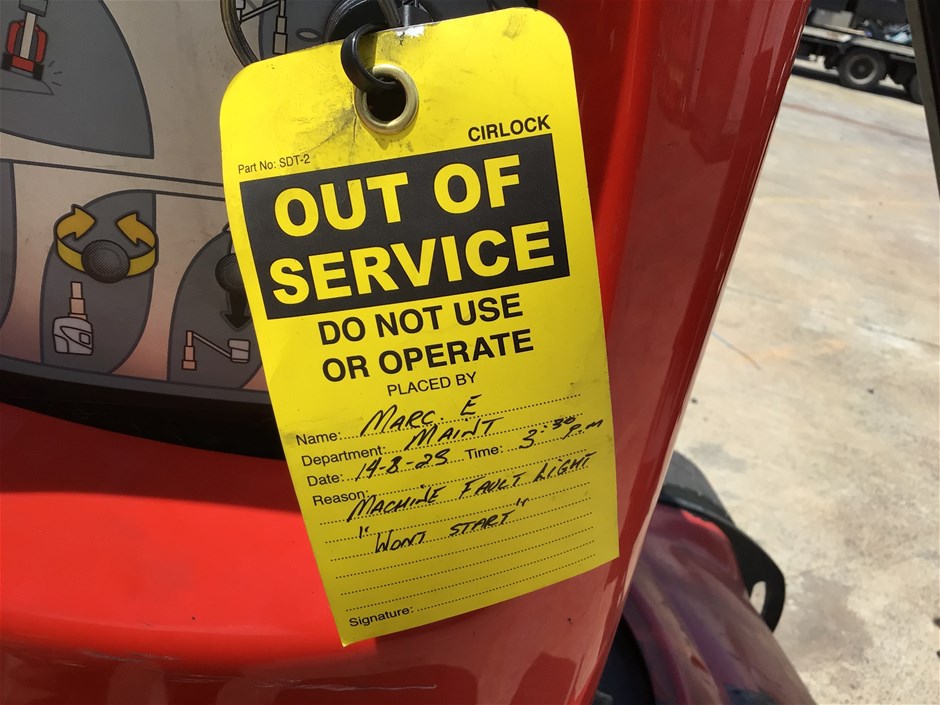 CIRLOCK
Part No: SDT-2
OUT OF
SERVICE
DO NOT USE
OR OPERATE
PLACED BY
Name: MARC. E
Department: MAINT
Date: 14-8-23 Time: 3:30 P.M
Reason: MACHINE FAULT LIGHT
"WONT START"
Signature: